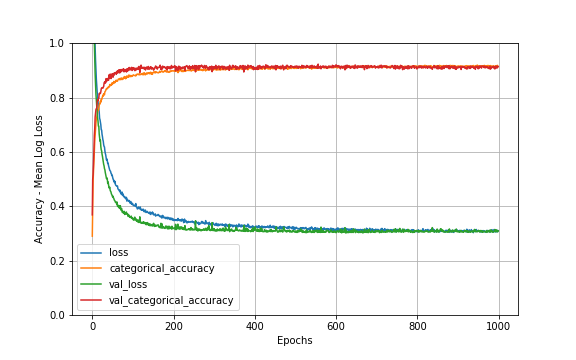 1.0
0.8
0.6
0.4
0.2
0.0
Accuracy - Mean Log Loss
loss
categorical_accuracy
val_loss
val_categorical_accuracy
0 200 400 600 800 1000
Epochs